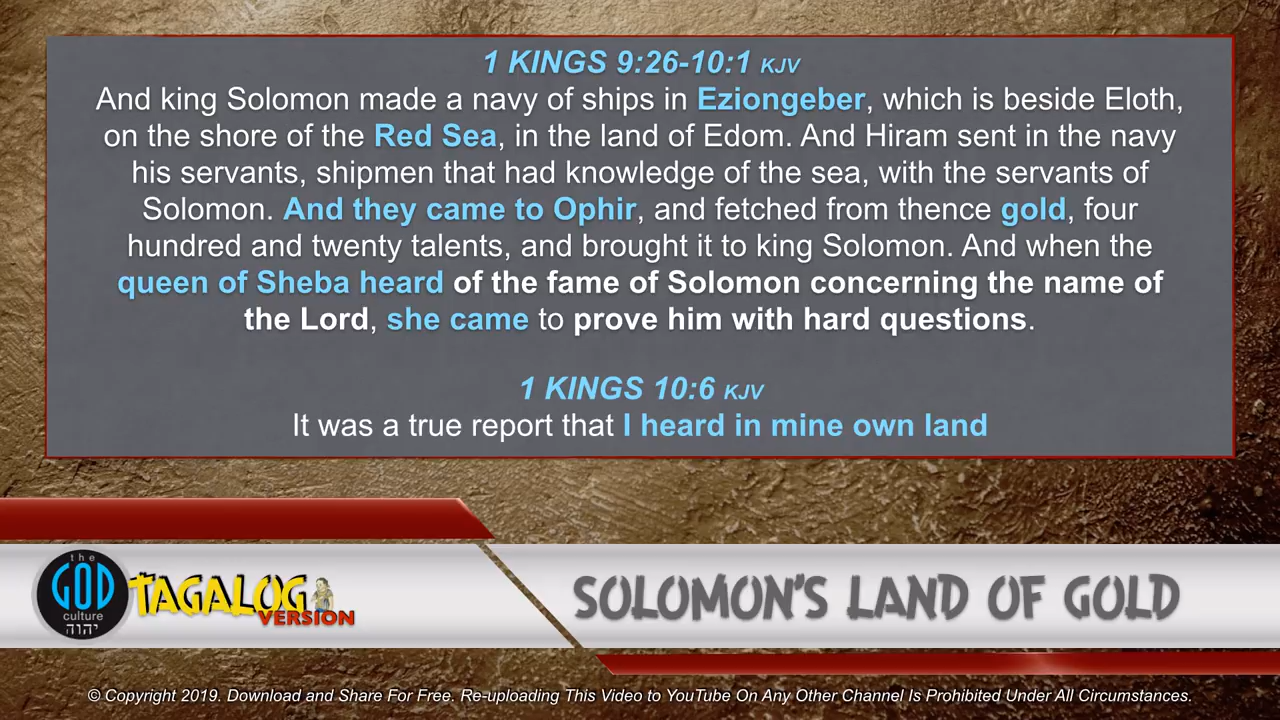 1 KINGS 9:26-10:1 KJV
And king Solomon made a navy of ships in Eziongeber, which is beside Eloth,
on the shore of the Red Sea, in the land of Edom. And Hiram sent in the navy
his servants, shipmen that had knowledge of the sea, with the servants of
Solomon. And they came to Ophir, and fetched from thence gold, four
hundred and twenty talents, and brought it to king Solomon. And when the
queen of Sheba heard of the fame of Solomon concerning the name of
the Lord, she came to prove him with hard questions.
1 KINGS 10:6 KJV
It was a true report that I heard in mine own land
the
GOD
culture
יהוה
TAGALOG
VERSION
SOLOMON'S LAND OF GOLD
© Copyright 2019. Download and Share For Free. Re-uploading This Video to YouTube On Any Other Channel Is Prohibited Under All Circumstances.